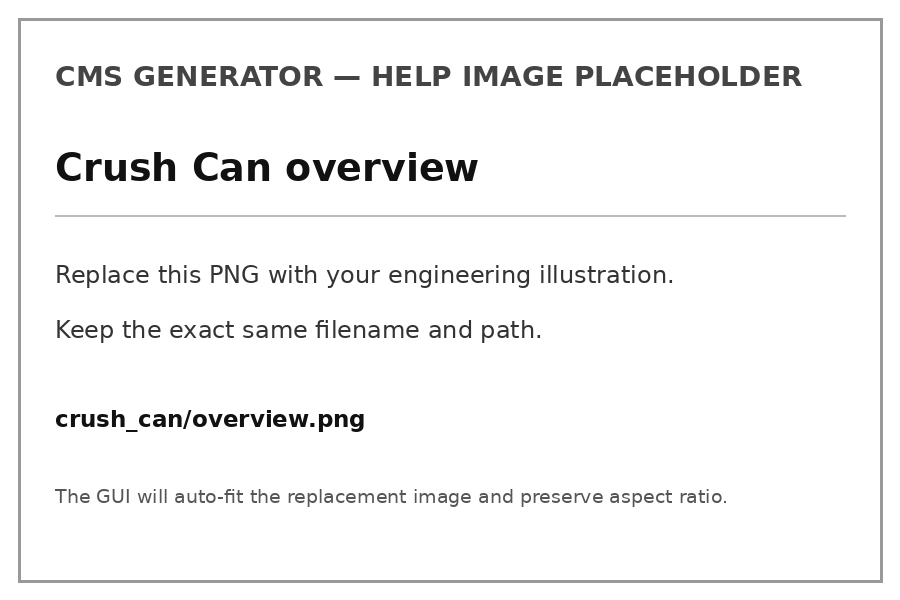 CMS GENERATOR — HELP IMAGE PLACEHOLDER
Crush Can overview
Replace this PNG with your engineering illustration.
Keep the exact same filename and path.
crush_can/overview.png
The GUI will auto-fit the replacement image and preserve aspect ratio.